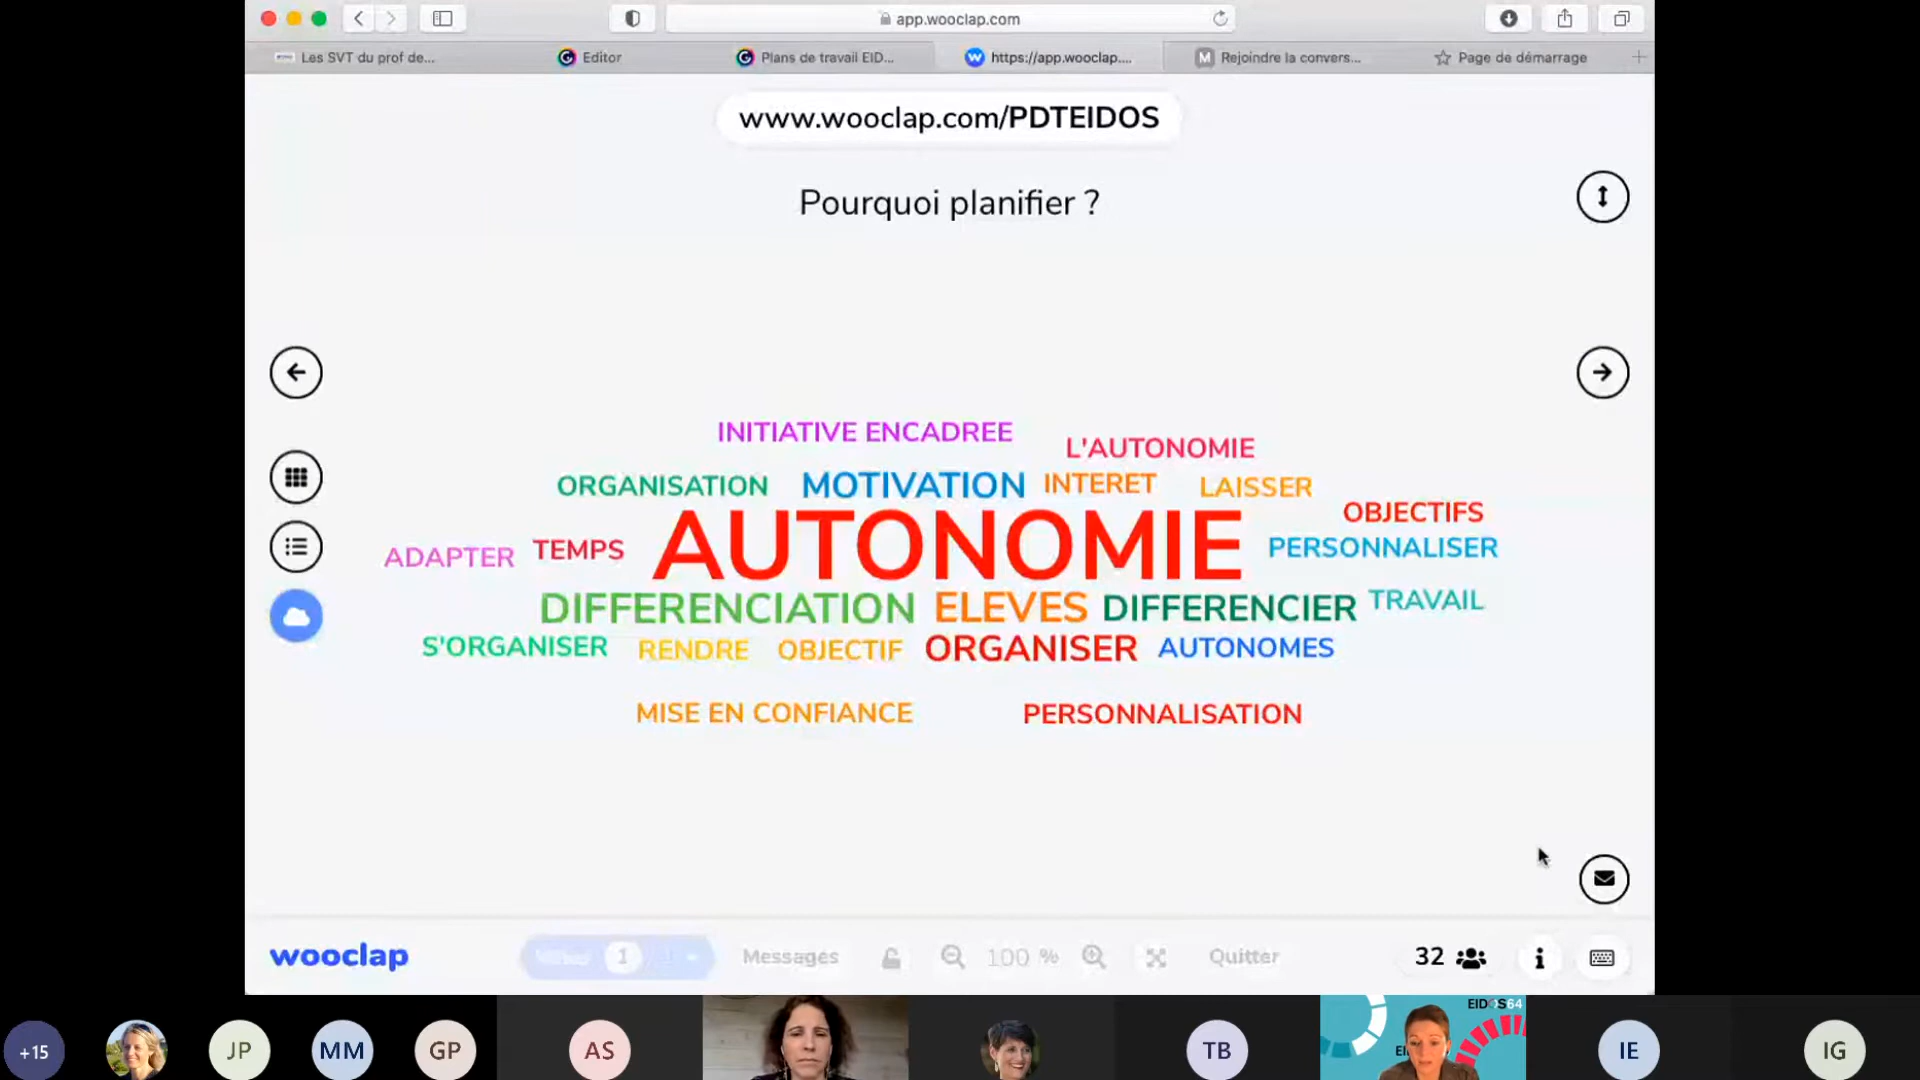 app.wooclap.com
Les SVT du prof de...
Editor
Plans de travail EID...
https://app.wooclap....
Rejoindre la convers...
Page de démarrage
www.wooclap.com/PDTEIDOS
Pourquoi planifier ?
INITIATIVE ENCADREE
L'AUTONOMIE
ORGANISATION
MOTIVATION
INTERET
LAISSER
OBJECTIFS
ADAPTER
TEMPS
AUTONOMIE
PERSONNALISER
DIFFERENCIATION
ELEVES
DIFFERENCIER
TRAVAIL
S'ORGANISER
RENDRE
OBJECTIF
ORGANISER
AUTONOMES
MISE EN CONFIANCE
PERSONNALISATION
wooclap
1
Messages
100 %
Quitter
32
+15
JP
MM
GP
AS
TB
EIDOS64
IE
IG